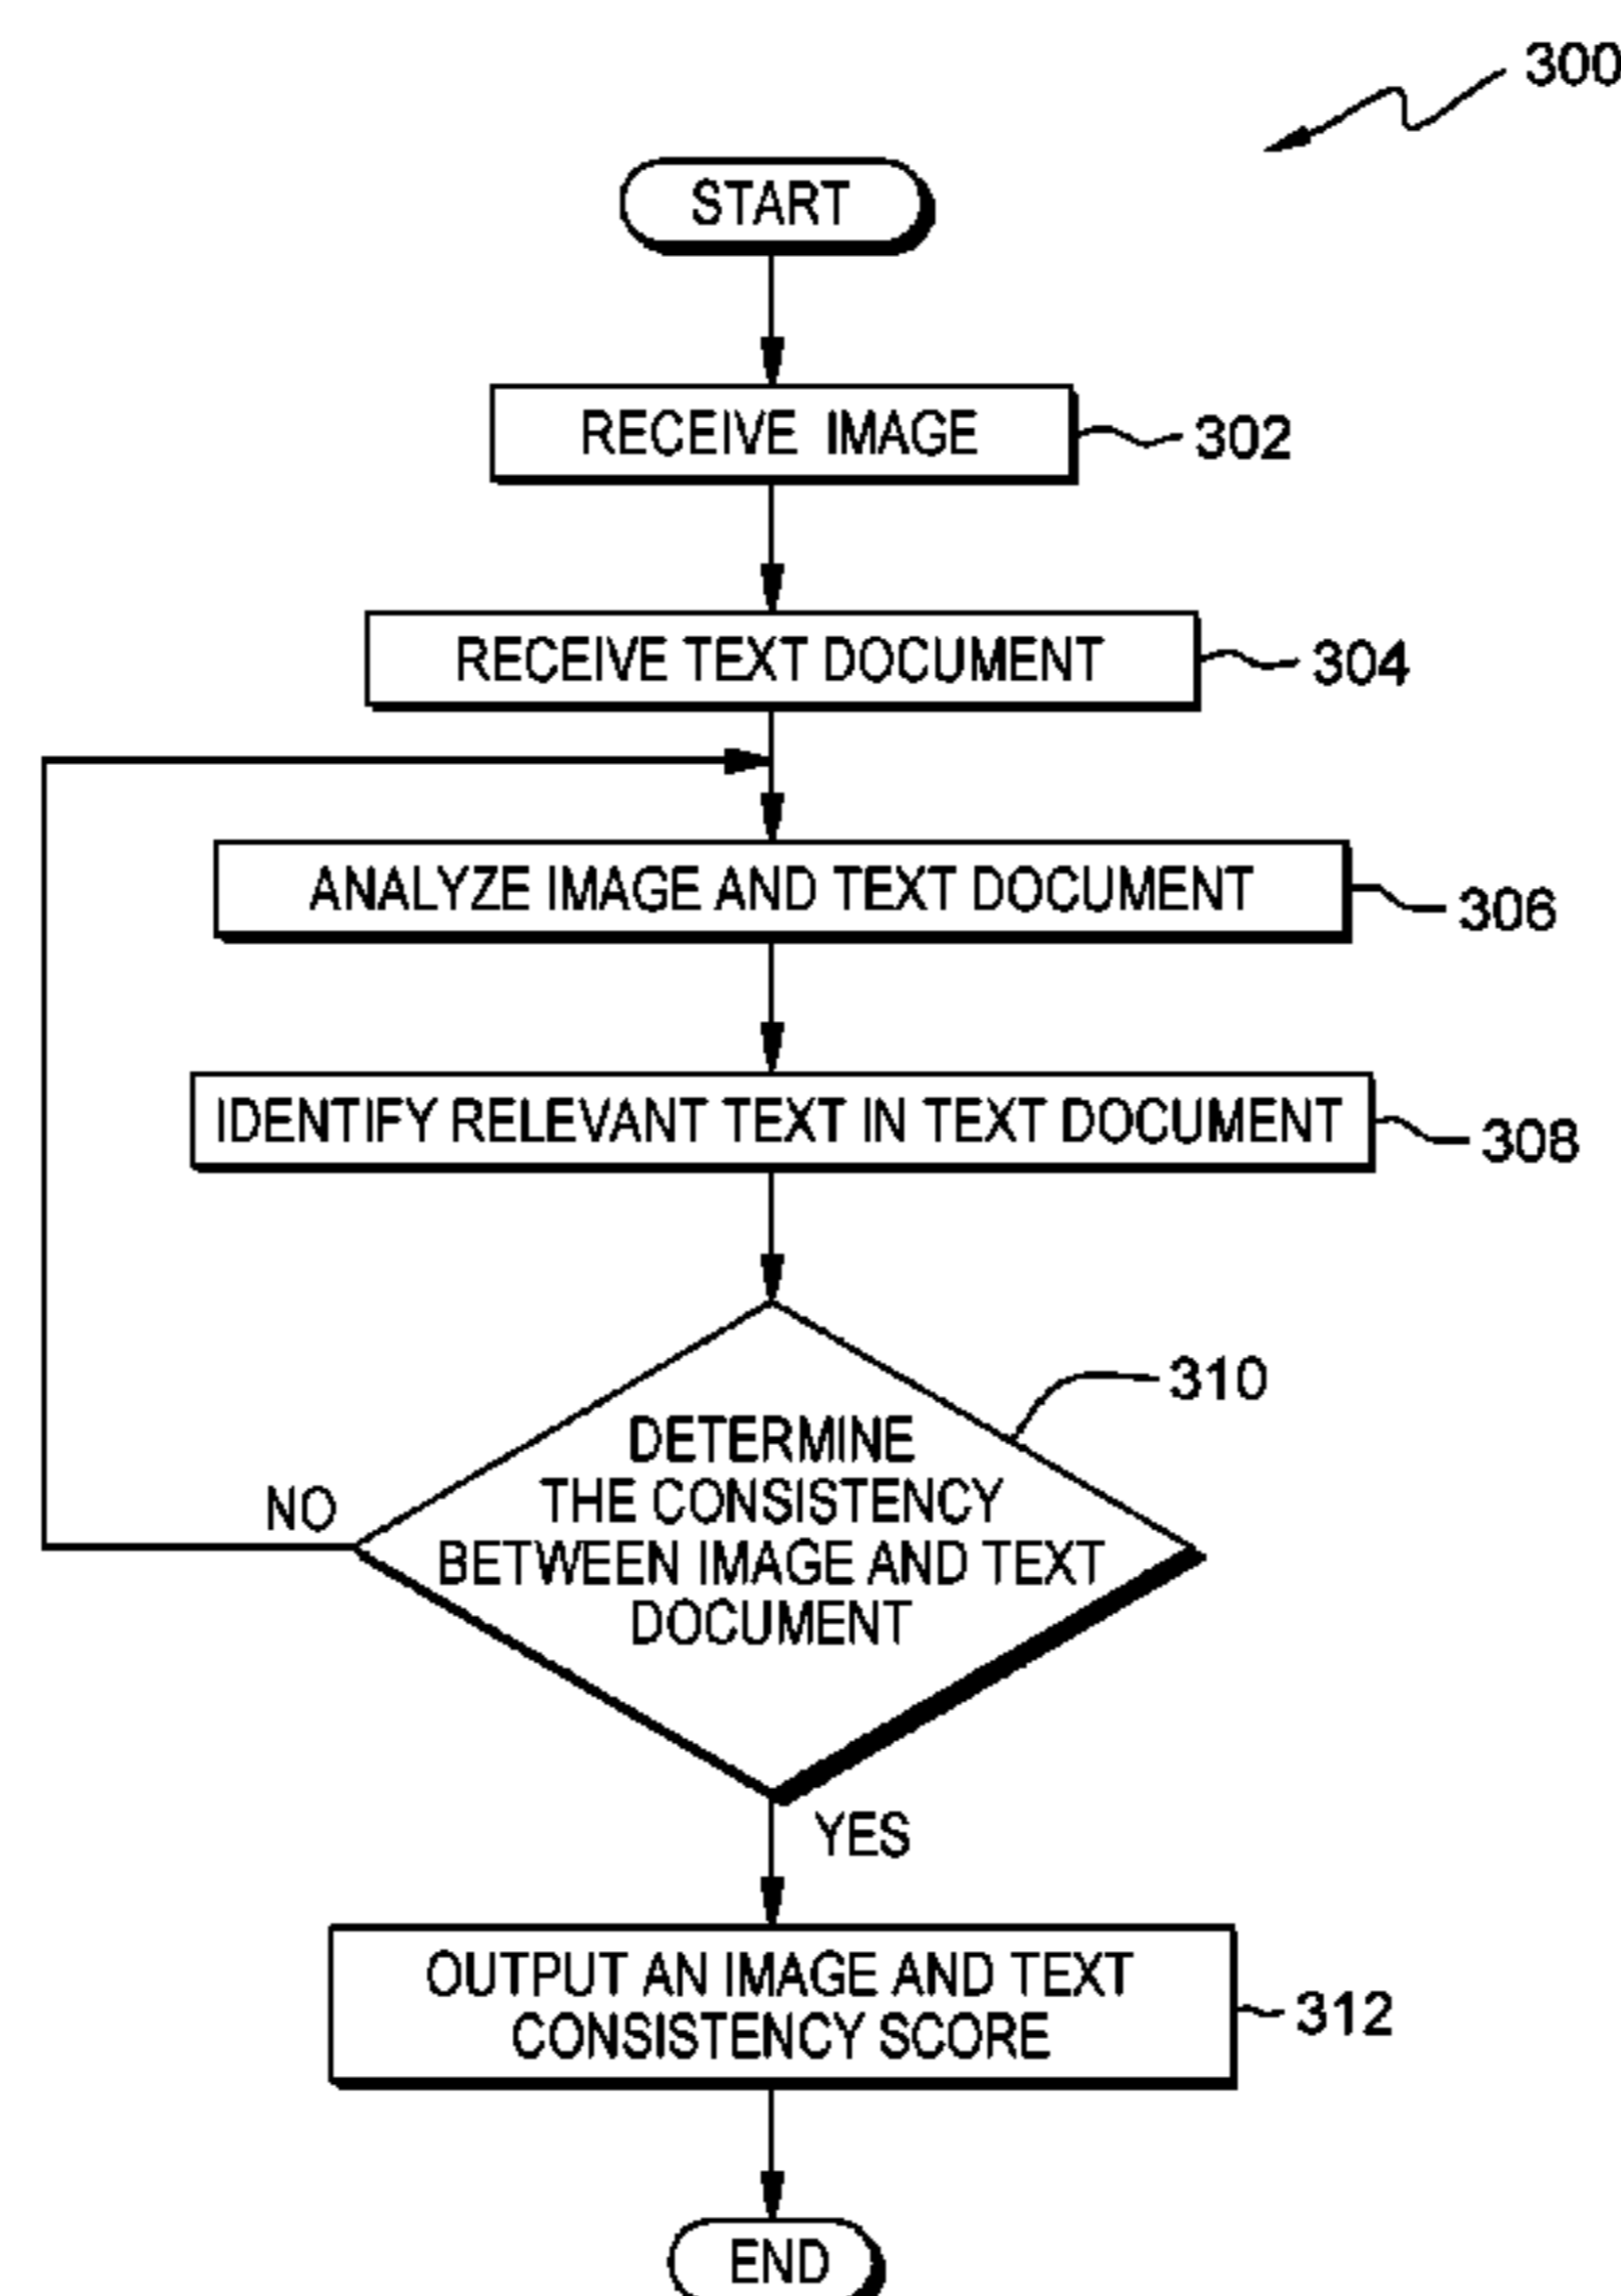 300
START
RECEIVE IMAGE
302
RECEIVE TEXT DOCUMENT
304
ANALYZE IMAGE AND TEXT DOCUMENT
306
IDENTIFY RELEVANT TEXT IN TEXT DOCUMENT
308
310
DETERMINE
THE CONSISTENCY
BETWEEN IMAGE AND TEXT
DOCUMENT
NO
YES
OUTPUT AN IMAGE AND TEXT
CONSISTENCY SCORE
312
END